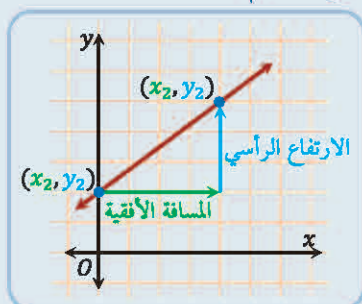 y
(x₂, y₂)
الارتفاع الرأسي
(x₂, y₂)
المسافة الأفقية
x
O